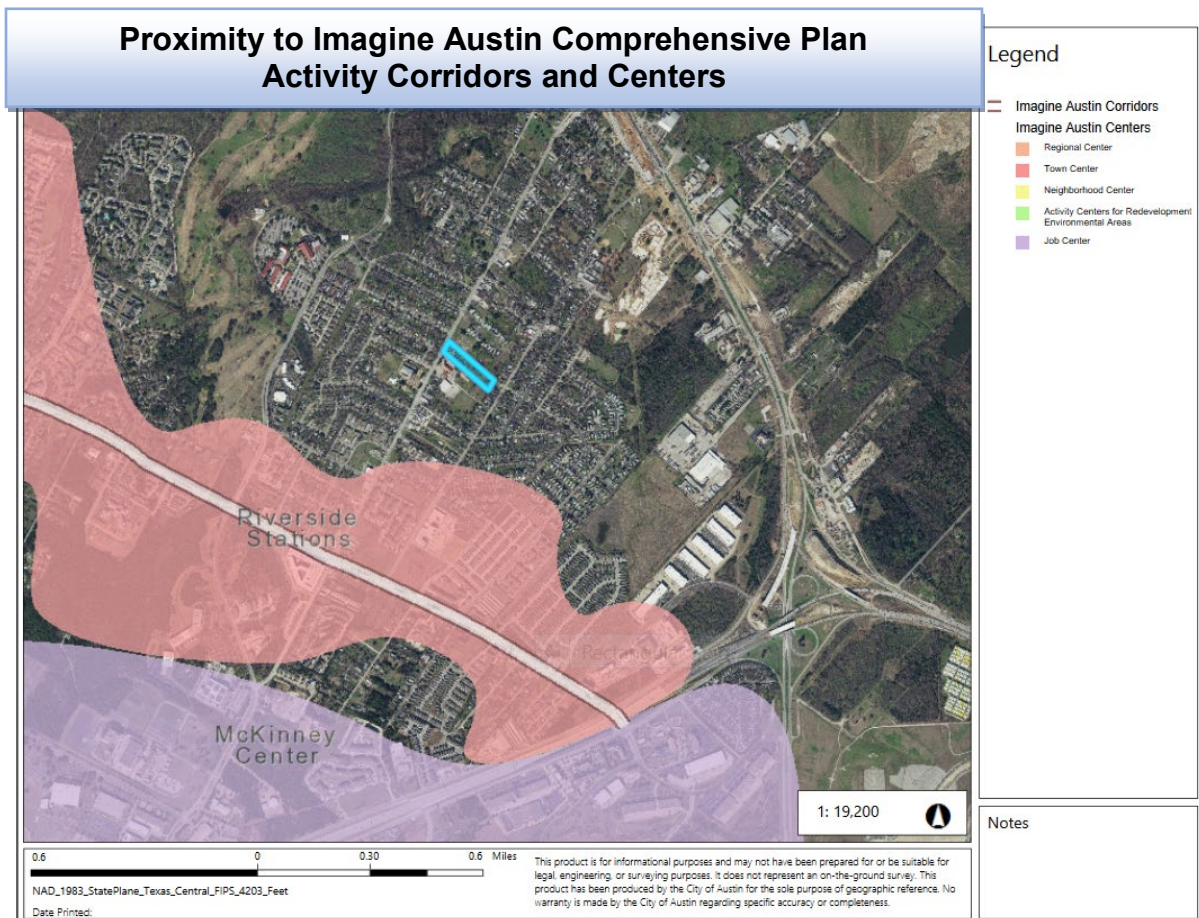 Proximity to Imagine Austin Comprehensive Plan
Activity Corridors and Centers
Legend
Imagine Austin Corridors
Imagine Austin Centers
Regional Center
Town Center
Neighborhood Center
Activity Centers for Redevelopment
Environmental Areas
Job Center
Riverside
Stations
McKinney
Center
1: 19,200
Notes
0.6 0 0.30 0.6 Miles
NAD_1983_StatePlane_Texas_Central_FIPS_4203_Feet
Date Printed:
This product is for informational purposes and may not have been prepared for or be suitable for
legal, engineering, or surveying purposes. It does not represent an on-the-ground survey. This
product has been produced by the City of Austin for the sole purpose of geographic reference. No
warranty is made by the City of Austin regarding specific accuracy or completeness.